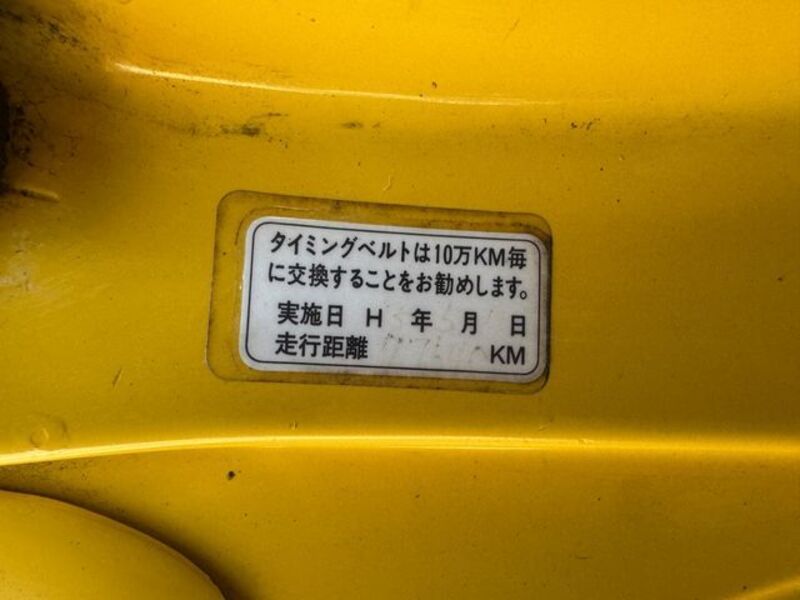 タイミングベルトは10万KM毎
に交換することをお勧めします。
実施日 H 年 月 日
走行距離 KM